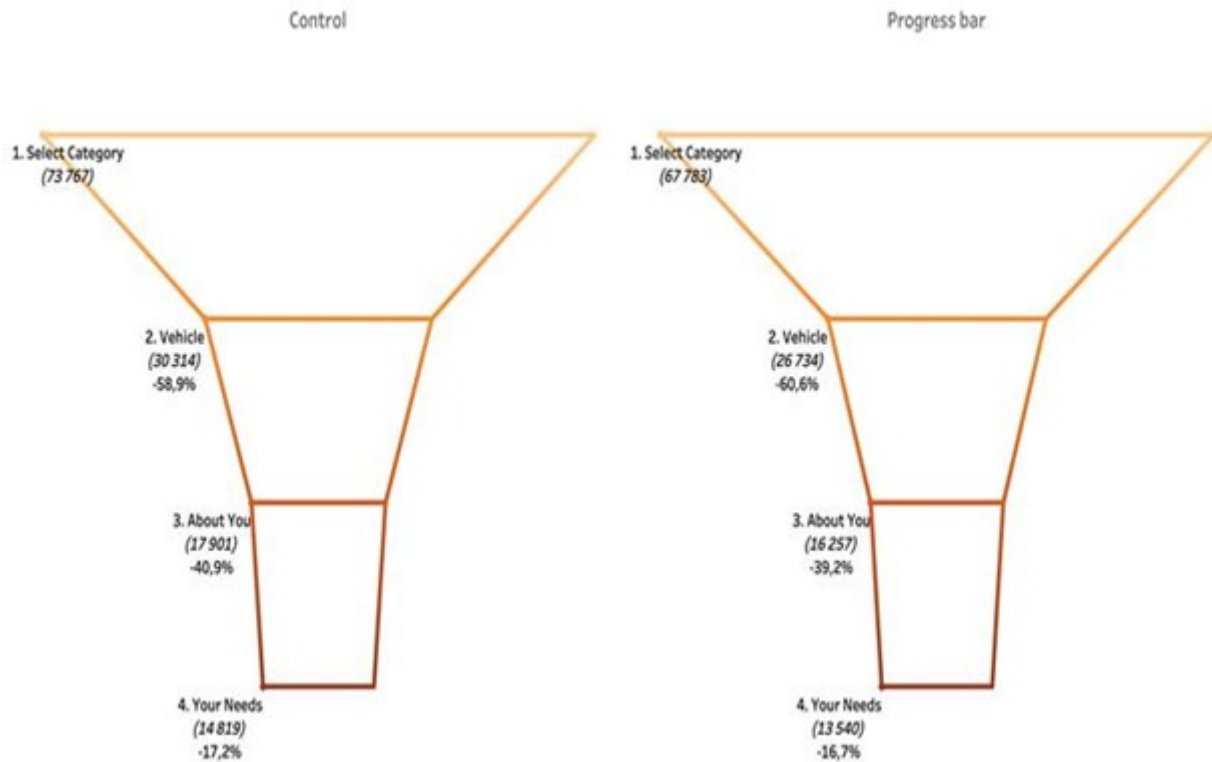 Control
1. Select Category
(73 767)
2. Vehicle
(30 314)
-58,9%
3. About You
(17 901)
-40,9%
4. Your Needs
(14 819)
-17,2%
Progress bar
1. Select Category
(67 783)
2. Vehicle
(26 734)
-60,6%
3. About You
(16 257)
-39,2%
4. Your Needs
(13 540)
-16,7%